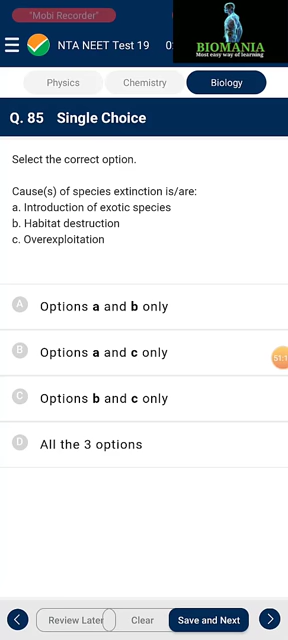 "Mobi Recorder"
NTA NEET Test 19
BIOMANIA
Most easy way of learning
Physics
Chemistry
Biology
Q. 85 Single Choice
Select the correct option.
Cause(s) of species extinction is/are:
a. Introduction of exotic species
b. Habitat destruction
c. Overexploitation
A Options a and b only
B Options a and c only
51:1
C Options b and c only
D All the 3 options
Review Later
Clear
Save and Next